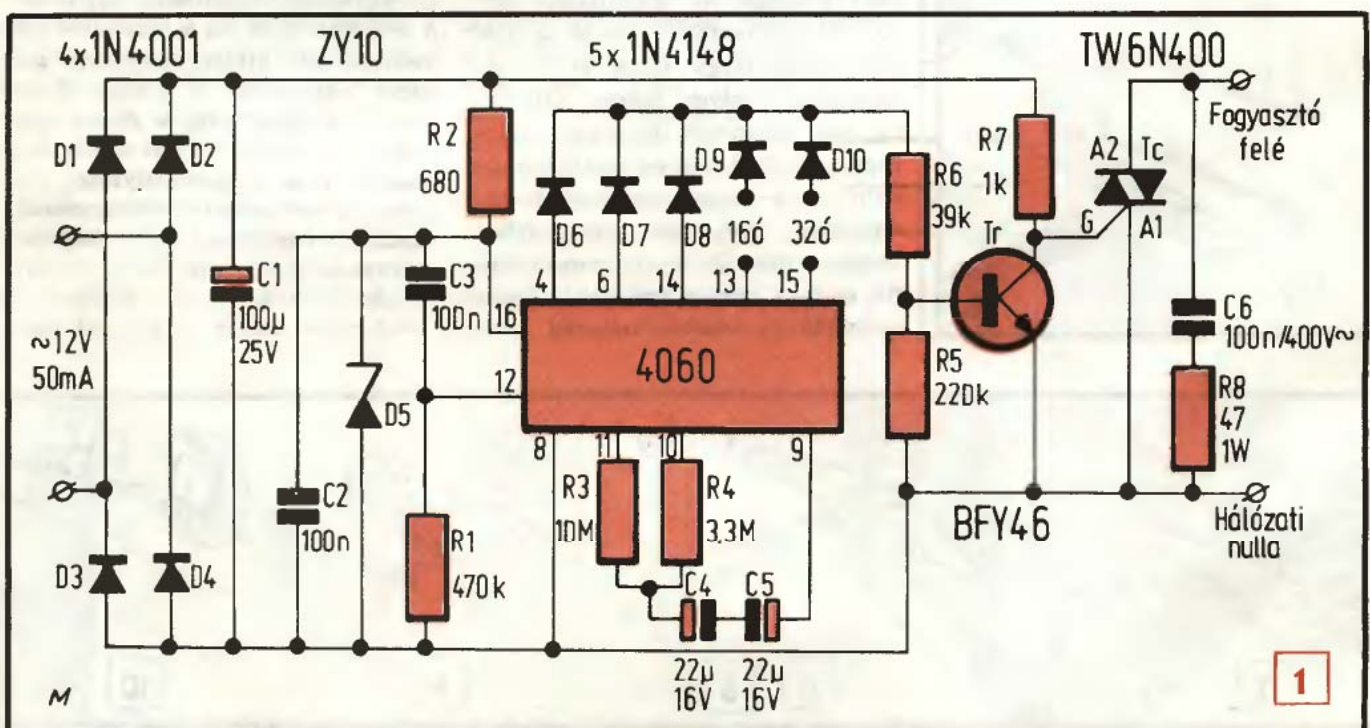 4x1N4001
ZY10
5x1N4148
TW6N400
D1
D2
R2
680
D9
D10
R6
39k
R7
1k
A2 Tc
G
A1
Fogyasztó
felé
D6
D7
D8
16ó
32ó
Tr
C1
100μ
25V
C3
100n
4
6
14
13
15
16
4060
12
≈12V
50mA
D5
R5
220k
C6
100n/400V~
R8
47
1W
8
11
10
9
C2
100n
R3
10M
R4
3,3M
BFY46
Hálózati
nulla
D3
D4
R1
470k
C4
C5
22μ
16V
22μ
16V
M
1